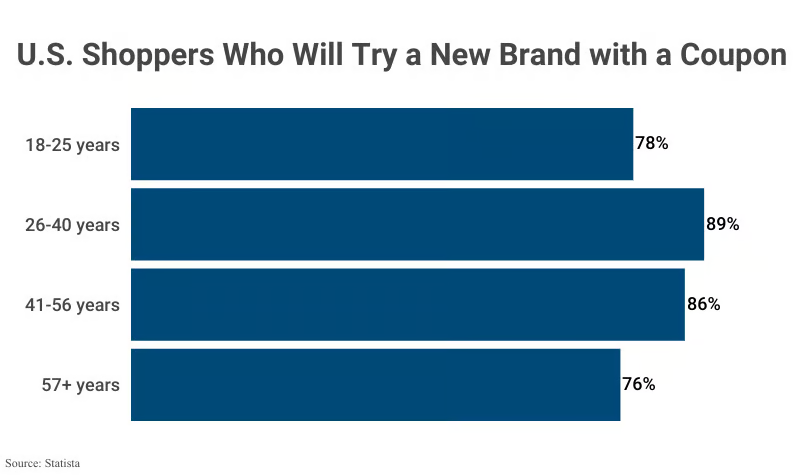 U.S. Shoppers Who Will Try a New Brand with a Coupon
18-25 years 78%
26-40 years 89%
41-56 years 86%
57+ years 76%
Source: Statista